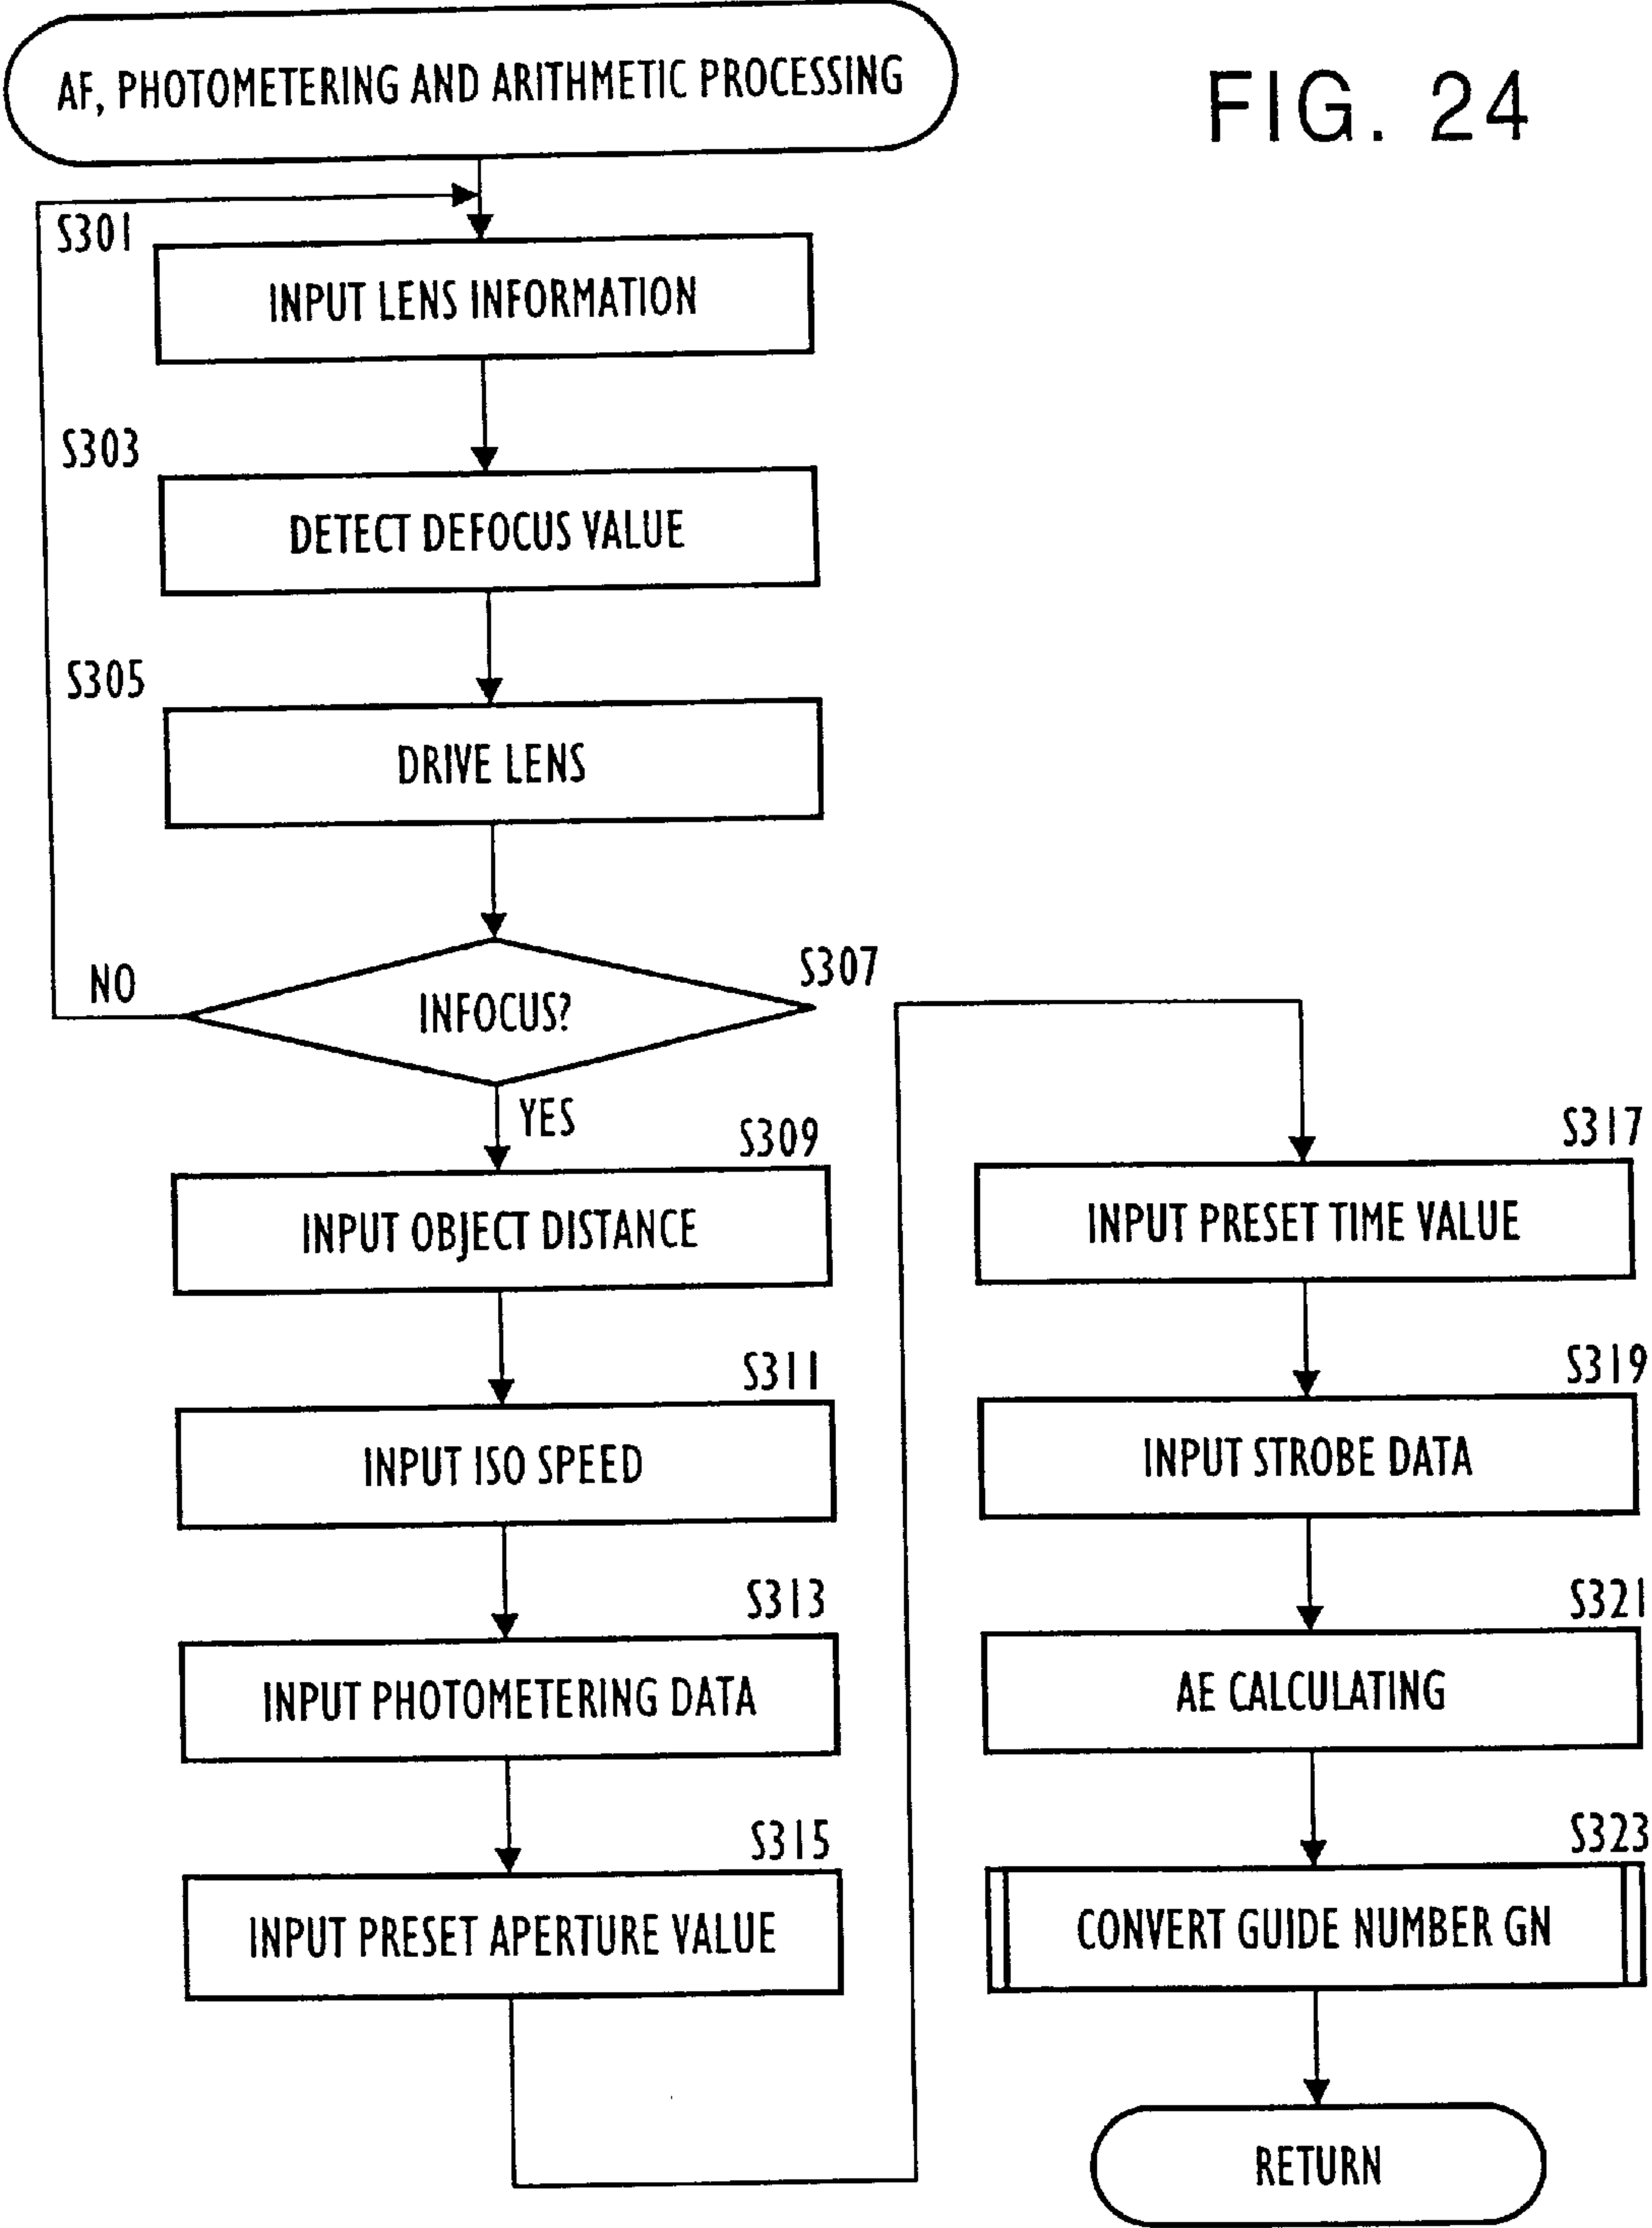 AF, PHOTOMETERING AND ARITHMETIC PROCESSING
FIG. 24
S301
INPUT LENS INFORMATION
S303
DETECT DEFOCUS VALUE
S305
DRIVE LENS
S307
INFOCUS?
NO
YES
S309
INPUT OBJECT DISTANCE
S311
INPUT ISO SPEED
S313
INPUT PHOTOMETERING DATA
S315
INPUT PRESET APERTURE VALUE
S317
INPUT PRESET TIME VALUE
S319
INPUT STROBE DATA
S321
AE CALCULATING
S323
CONVERT GUIDE NUMBER GN
RETURN